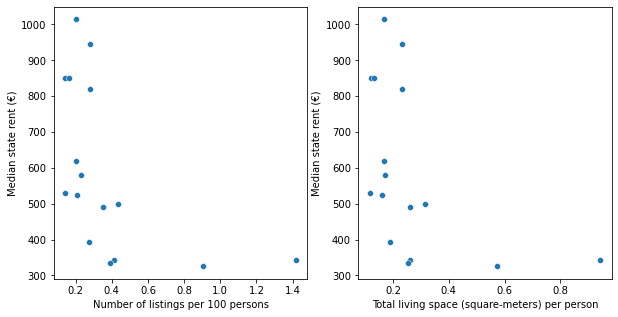 Median state rent (€)
1000
900
800
700
600
500
400
300
0.2 0.4 0.6 0.8 1.0 1.2 1.4
Number of listings per 100 persons
Median state rent (€)
1000
900
800
700
600
500
400
300
0.2 0.4 0.6 0.8
Total living space (square-meters) per person